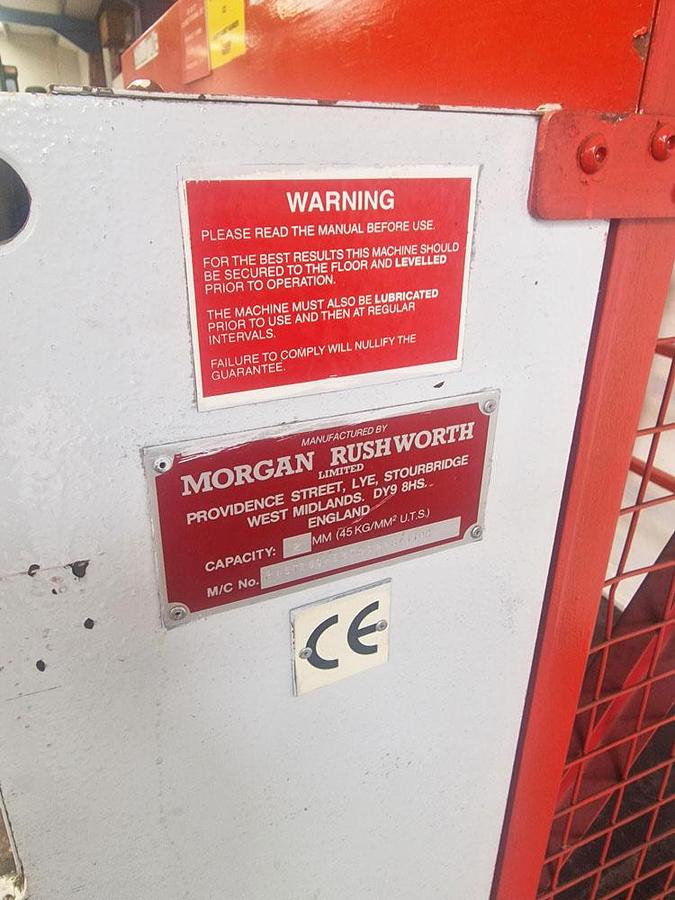 WARNING
PLEASE READ THE MANUAL BEFORE USE.
FOR THE BEST RESULTS THIS MACHINE SHOULD
BE SECURED TO THE FLOOR AND LEVELLED
PRIOR TO OPERATION.
THE MACHINE MUST ALSO BE LUBRICATED
PRIOR TO USE AND THEN AT REGULAR
INTERVALS.
FAILURE TO COMPLY WILL NULLIFY THE
GUARANTEE.
MANUFACTURED BY
MORGAN RUSHWORTH
LIMITED
PROVIDENCE STREET, LYE, STOURBRIDGE
WEST MIDLANDS. DY9 8HS.
ENGLAND
CAPACITY: 2 MM (45 KG/MM² U.T.S.)
M/C No.
CE